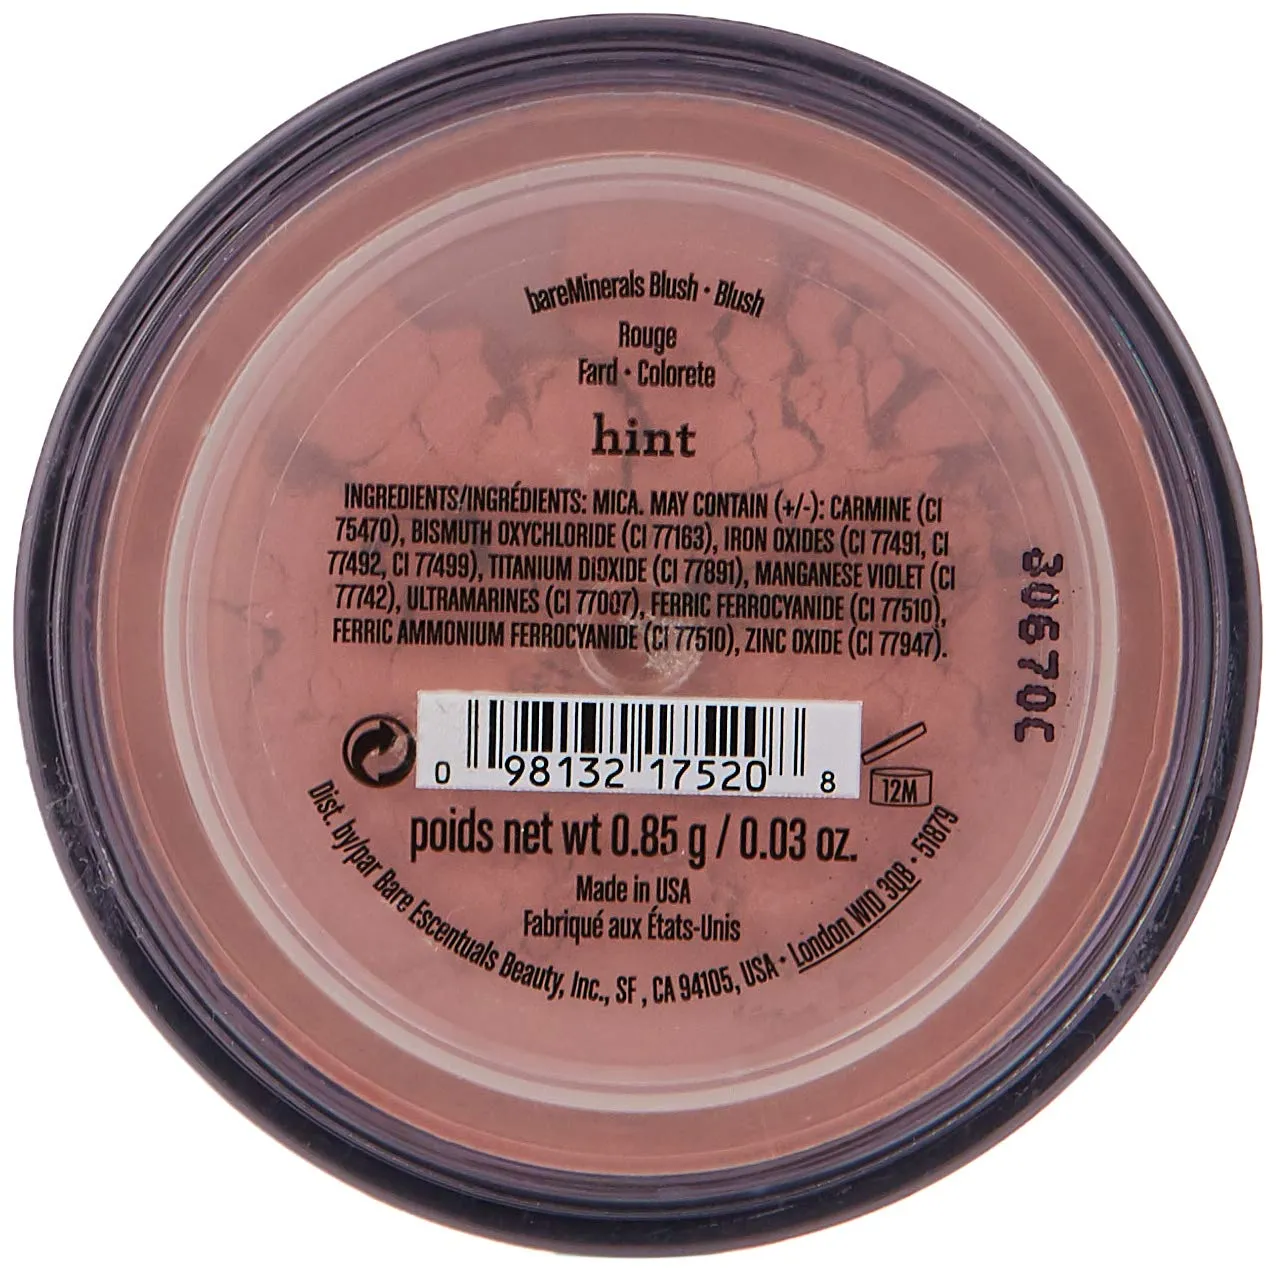 bareMinerals Blush • Blush
Rouge
Fard • Colorete
hint
INGREDIENTS/INGRÉDIENTS: MICA. MAY CONTAIN (+/-): CARMINE (CI
75470), BISMUTH OXYCHLORIDE (CI 77163), IRON OXIDES (CI 77491, CI
77492, CI 77499), TITANIUM DIOXIDE (CI 77891), MANGANESE VIOLET (CI
77742), ULTRAMARINES (CI 77007), FERRIC FERROCYANIDE (CI 77510),
FERRIC AMMONIUM FERROCYANIDE (CI 77510), ZINC OXIDE (CI 77947).
3067OC
0 98132 17520 8
12M
poids net wt 0.85 g / 0.03 oz.
Made in USA
Fabriqué aux États-Unis
Dist. by/par Bare Escentuals Beauty, Inc., SF, CA 94105, USA • London W1D 3QB • 51879